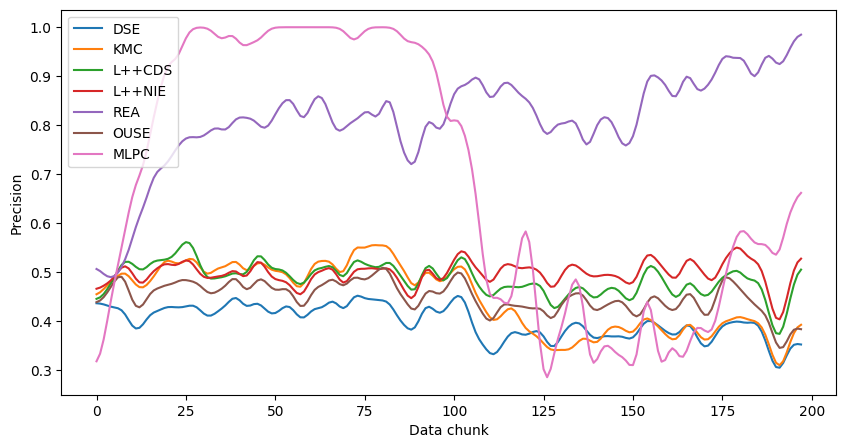 1.0
0.9
0.8
0.7
0.6
0.5
0.4
0.3
Precision
DSE
KMC
L++CDS
L++NIE
REA
OUSE
MLPC
0 25 50 75 100 125 150 175 200
Data chunk